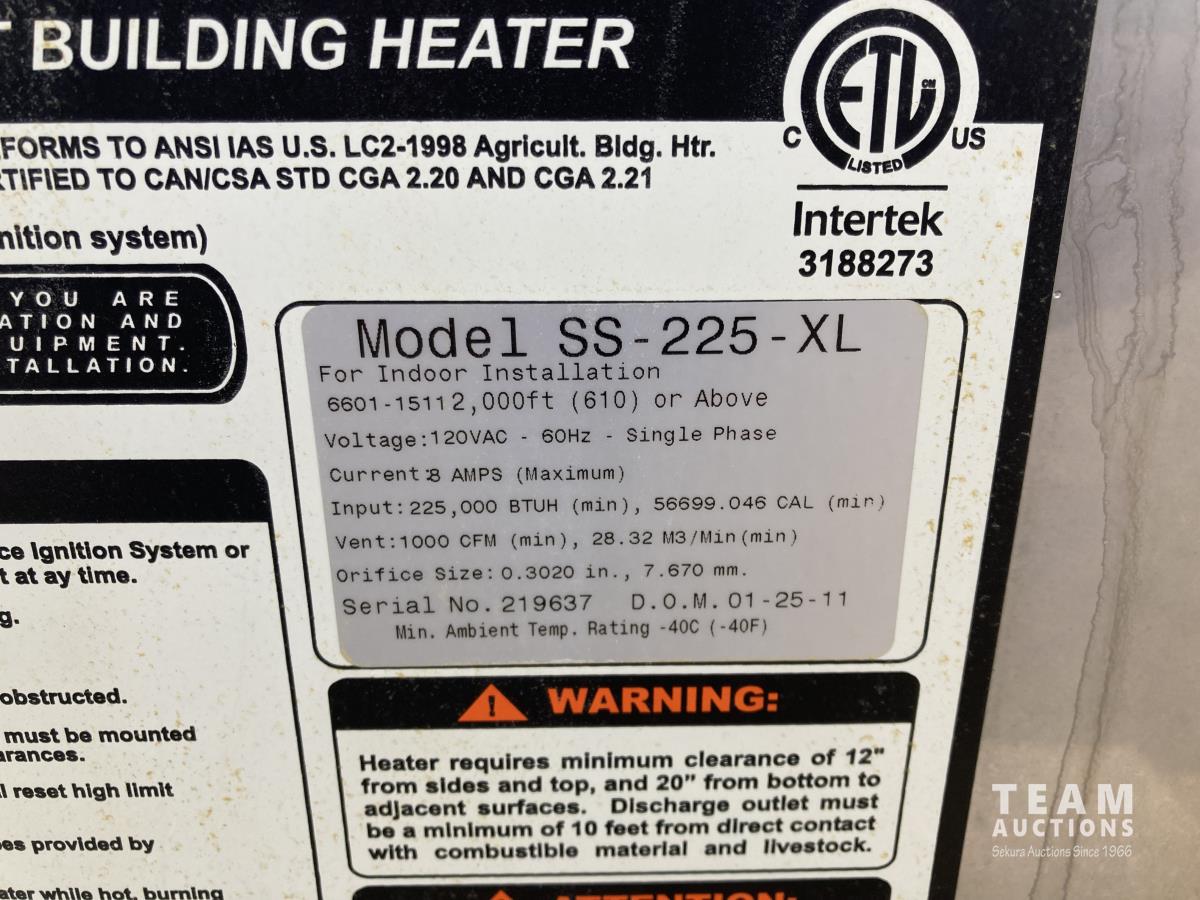 BUILDING HEATER
FORMS TO ANSI IAS U.S. LC2-1998 Agricult. Bldg. Htr.
TIFIED TO CAN/CSA STD CGA 2.20 AND CGA 2.21
nition system)
ETL CM
C US
LISTED
Intertek
3188273
YOU ARE
ATION AND
UIPMENT.
TALLATION.
Model SS-225-XL
For Indoor Installation
6601-15112,000ft (610) or Above
Voltage:120VAC - 60Hz - Single Phase
Current:8 AMPS (Maximum)
Input:225,000 BTUH (min), 56699.046 CAL (min)
Vent:1000 CFM (min), 28.32 M3/Min(min)
Orifice Size:0.3020 in., 7.670 mm.
Serial No. 219637 D.O.M. 01-25-11
Min. Ambient Temp. Rating -40C (-40F)
ce Ignition System or
t at ay time.
g.
obstructed.
must be mounted
arances.
l reset high limit
es provided by
ater while hot, burning
WARNING:
Heater requires minimum clearance of 12"
from sides and top, and 20" from bottom to
adjacent surfaces. Discharge outlet must
be a minimum of 10 feet from direct contact
with combustible material and livestock.
ATTENTION:
TEAM
AUCTIONS
Sekura Auctions Since 1966